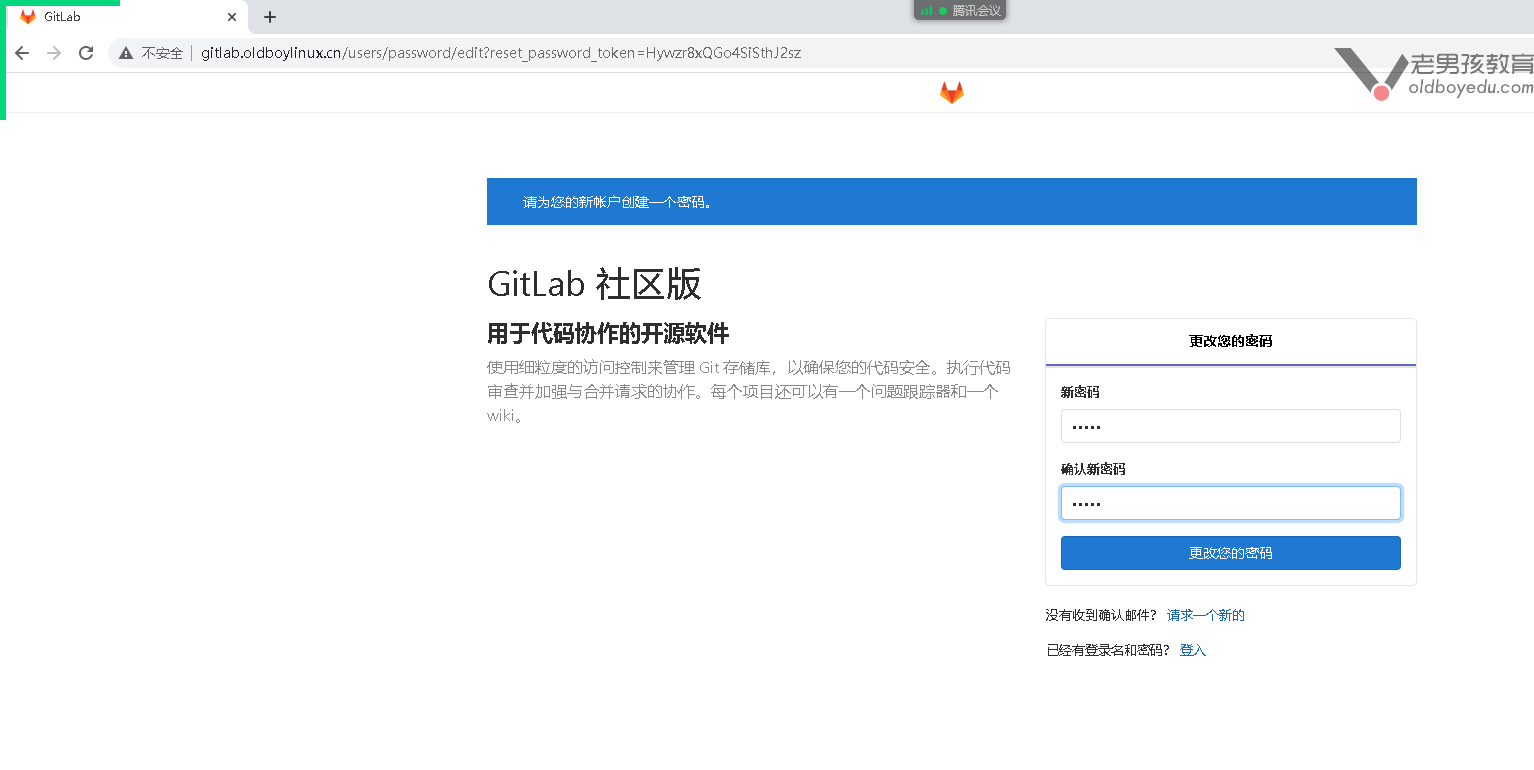 GitLab
腾讯会议
不安全 gitlab.oldboylinux.cn/users/password/edit?reset_password_token=Hywzr8xQGo4SiSthJ2sz
老男孩教育
oldboyedu.com
请为您的新帐户创建一个密码。
GitLab 社区版
用于代码协作的开源软件
使用细粒度的访问控制来管理 Git 存储库，以确保您的代码安全。执行代码
审查并加强与合并请求的协作。每个项目还可以有一个问题跟踪器和一个
wiki。
更改您的密码
新密码
•••••
确认新密码
•••••
更改您的密码
没有收到确认邮件？ 请求一个新的
已经有登录名和密码？ 登入